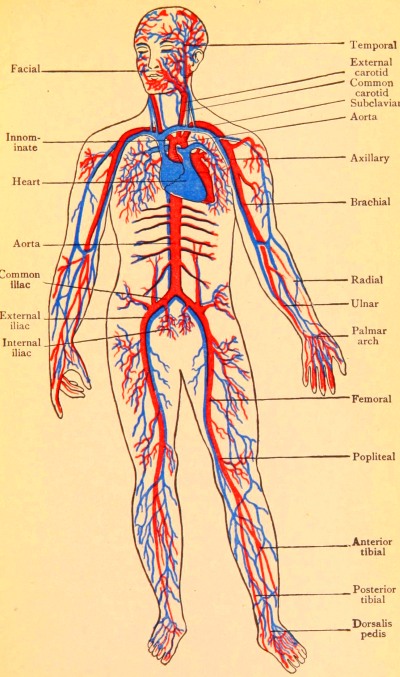 Facial
Innom-
inate
Heart
Aorta
Common
iliac
External
iliac
Internal
iliac
Temporal
External
carotid
Common
carotid
Subclavian
Aorta
Axillary
Brachial
Radial
Ulnar
Palmar
arch
Femoral
Popliteal
Anterior
tibial
Posterior
tibial
Dorsalis
pedis